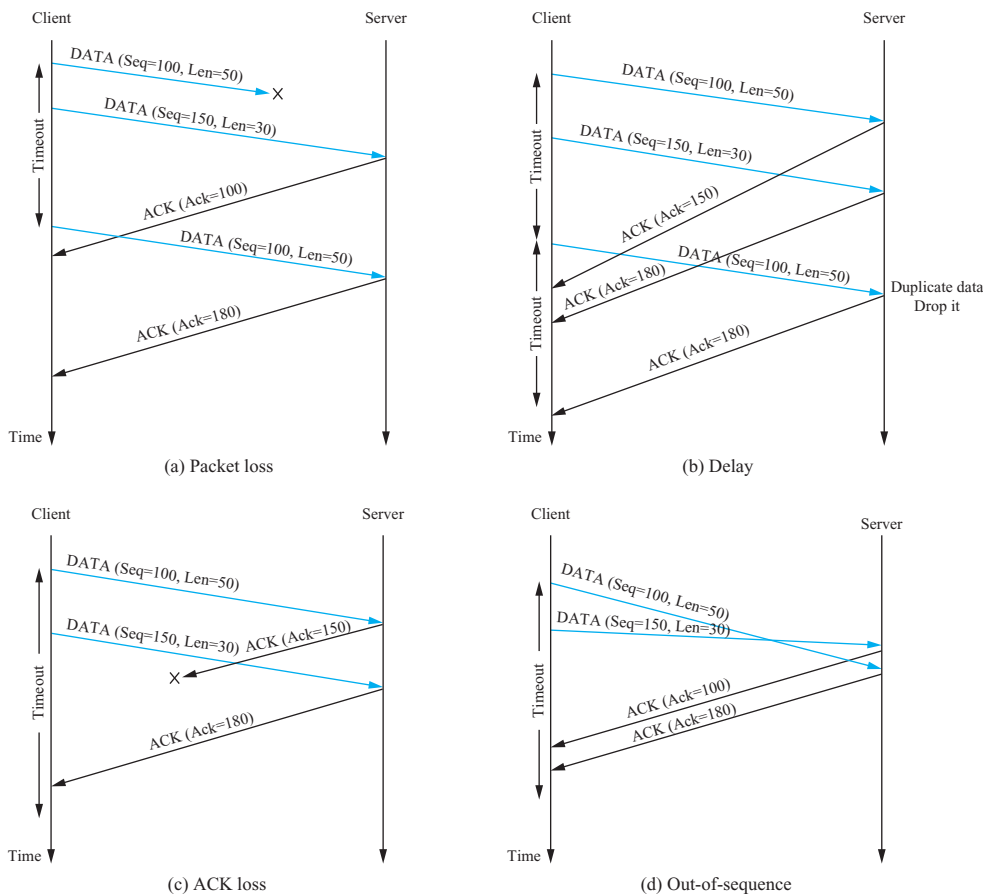 Client
Server
DATA (Seq=100, Len=50)
DATA (Seq=150, Len=30)
Timeout
ACK (Ack=100)
DATA (Seq=100, Len=50)
ACK (Ack=180)
Time
(a) Packet loss
Client
Server
DATA (Seq=100, Len=50)
DATA (Seq=150, Len=30)
Timeout
ACK (Ack=150)
DATA (Seq=100, Len=50)
ACK (Ack=180)
Duplicate data
Drop it
Timeout
ACK (Ack=180)
Time
(b) Delay
Client
Server
DATA (Seq=100, Len=50)
DATA (Seq=150, Len=30)
ACK (Ack=150)
X
Timeout
ACK (Ack=180)
Time
(c) ACK loss
Client
Server
DATA (Seq=100, Len=50)
DATA (Seq=150, Len=30)
Timeout
ACK (Ack=100)
ACK (Ack=180)
Time
(d) Out-of-sequence